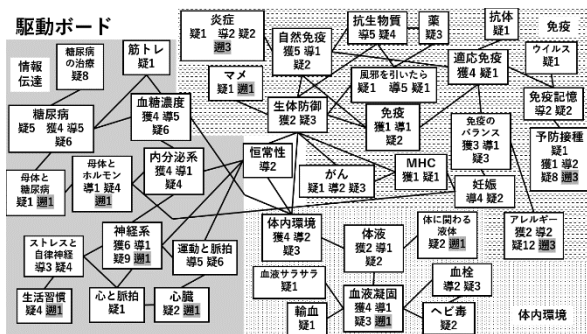 駆動ボード
情報
伝達
糖尿病
の治療
疑8
筋トレ
疑1
炎症
疑1 導2 疑2
遡3
抗生物質
導5 疑4
薬
疑3
抗体
疑1
免疫
自然免疫
獲5 導1
疑2
適応免疫
獲4 疑1
ウイルス
疑1
マメ
疑1 遡1
風邪を引いたら
疑1 導5 疑1
免疫記憶
導2 疑2
糖尿病
疑5 獲4 導5
疑6
血糖濃度
獲4 導5
疑6
生体防御
獲2 疑3
免疫
獲1 導1
疑2
免疫の
バランス
獲3 導1
疑3
予防接種
疑1
獲1 導2
疑8 遡3
恒常性
導2
母体と
糖尿病
疑1 遡1
母体と
ホルモン
導1 疑4
遡1
内分泌系
獲4 導1
疑4
がん
疑1 導2 疑3
MHC
獲1 疑1
妊娠
導4 疑2
神経系
獲6 導1
疑9 遡1
運動と脈拍
導5 疑6
体内環境
獲4 導2
疑3
体液
獲2 導1
疑2
体に関わる
液体
疑2 遡1
アレルギー
獲2 導2
疑12 遡3
ストレスと
自律神経
導3 疑4
生活習慣
疑4 遡1
心と脈拍
疑1
心臓
疑2 遡1
血液サラサラ
疑1
輸血
疑1
血液凝固
獲4 導1
疑3 遡1
血栓
導2 疑3
ヘビ毒
疑2
体内環境